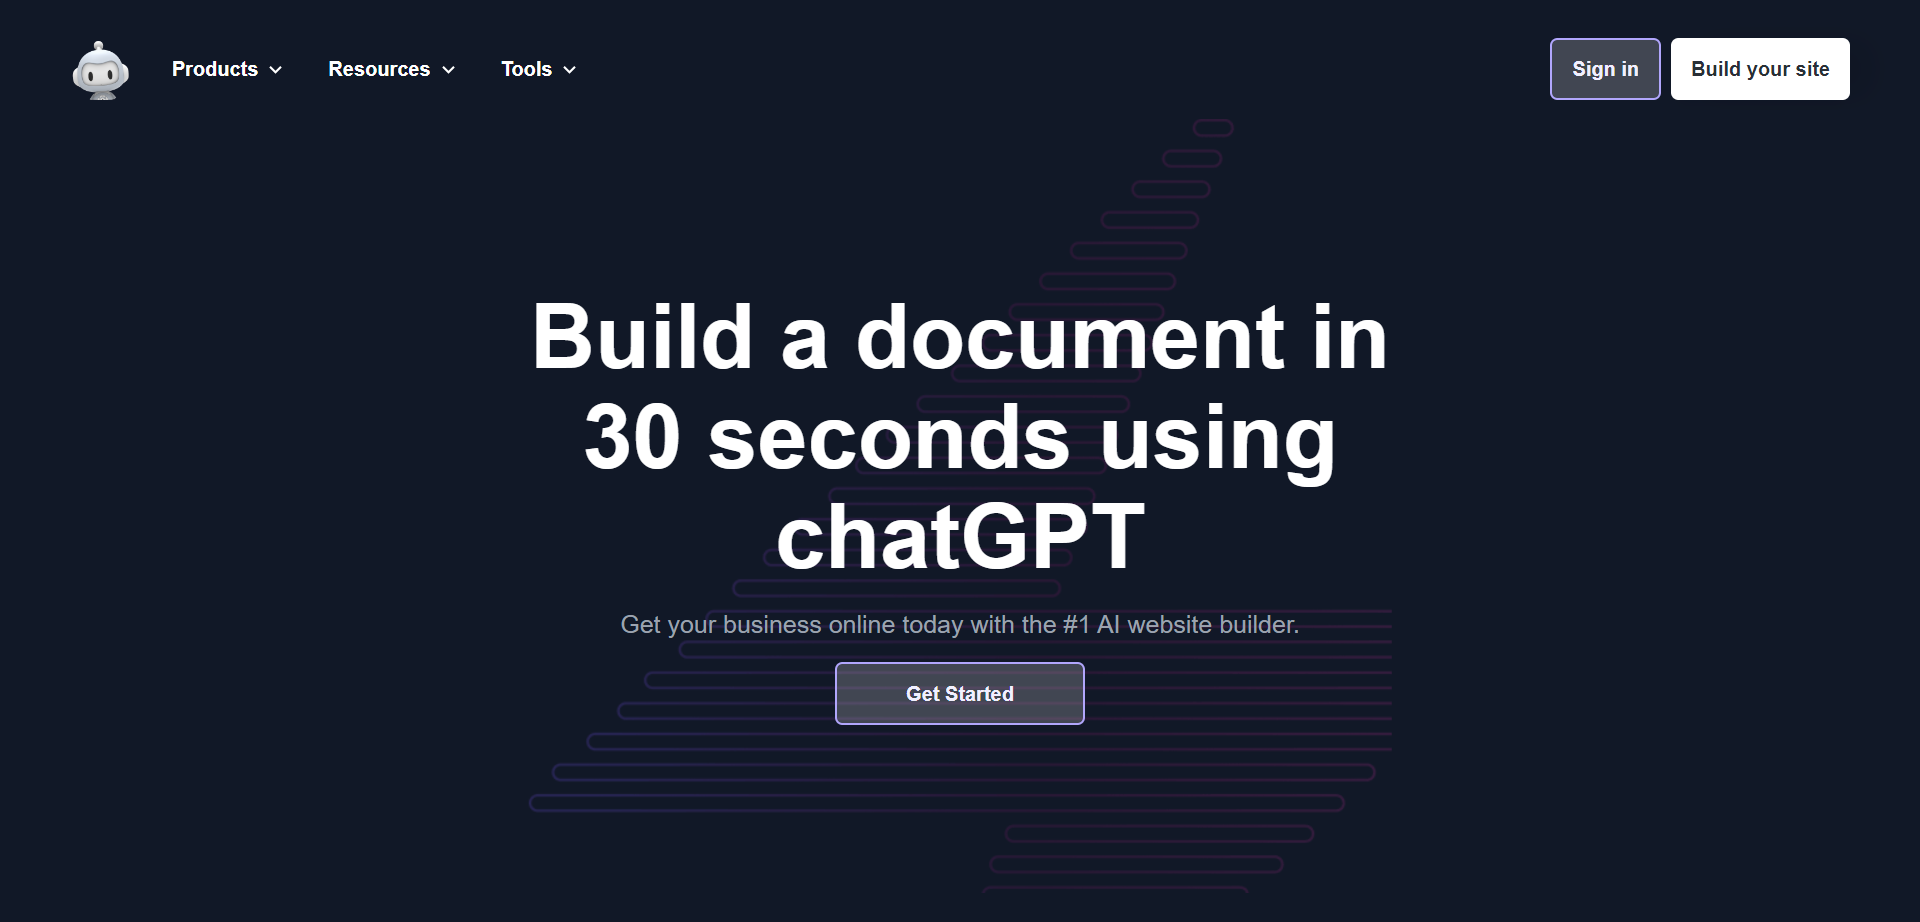 Products
Resources
Tools
Sign in
Build your site
Build a document in
30 seconds using
chatGPT
Get your business online today with the #1 AI website builder.
Get Started